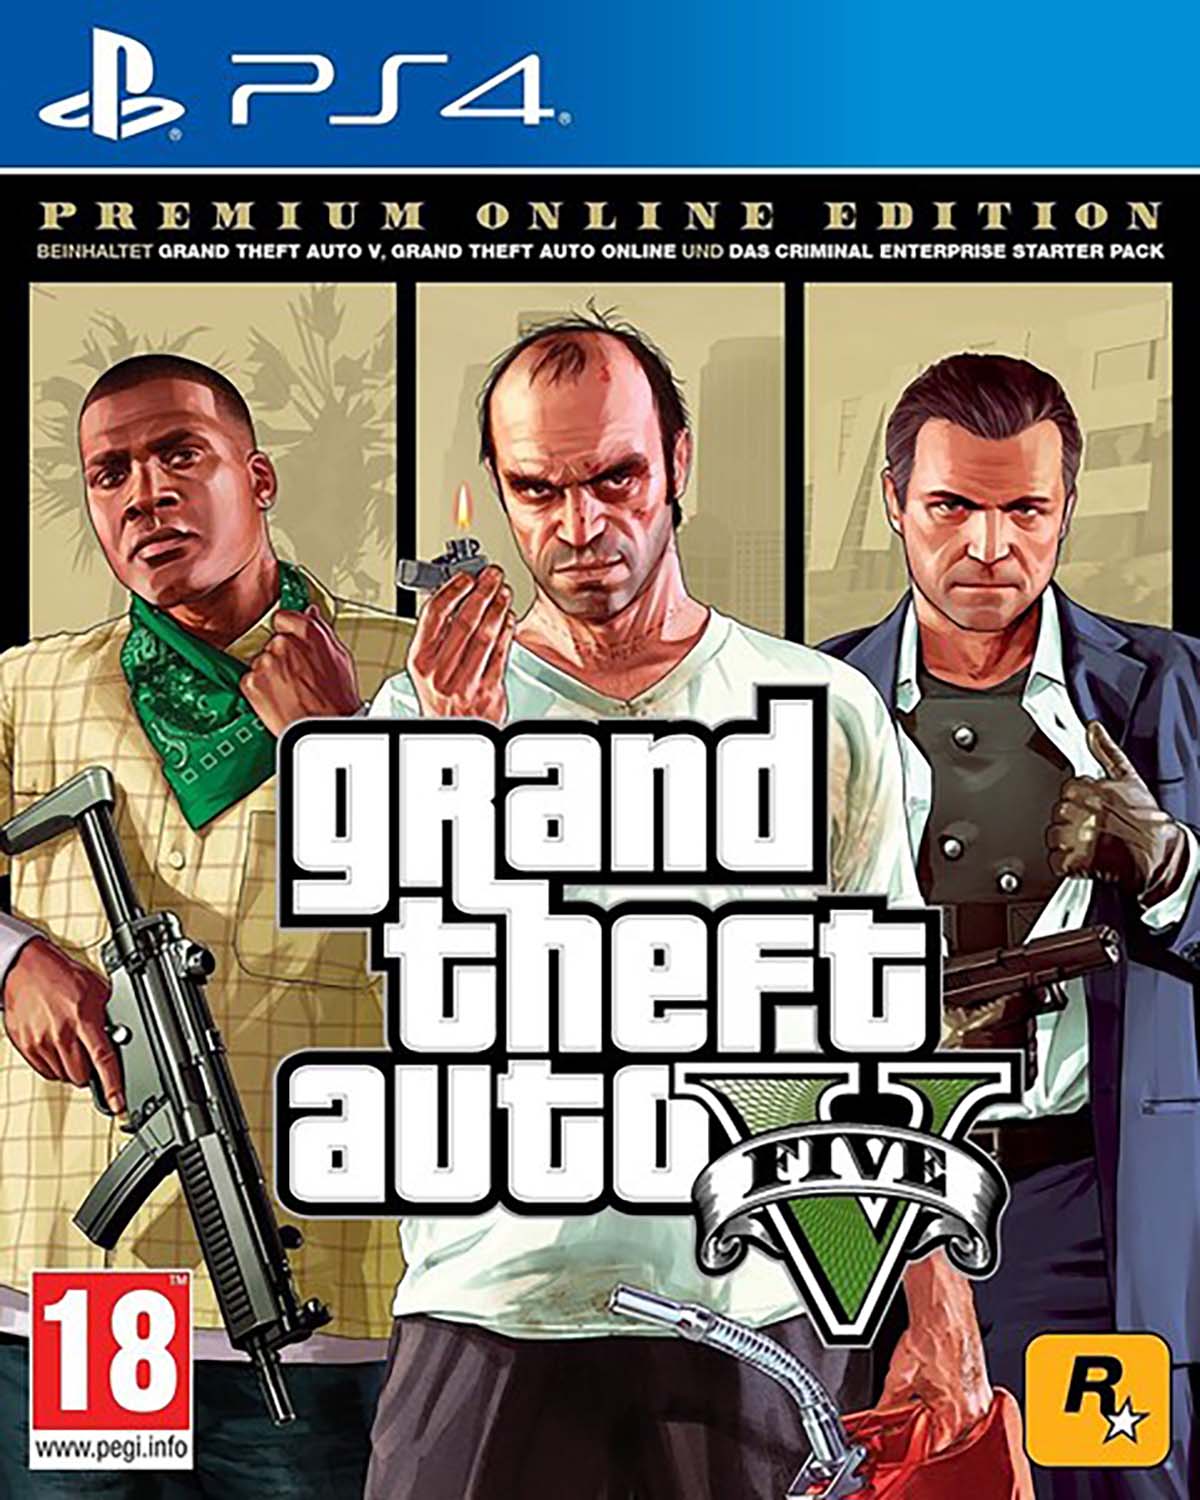 PS4®
PREMIUM ONLINE EDITION
BEINHALTET GRAND THEFT AUTO V, GRAND THEFT AUTO ONLINE UND DAS CRIMINAL ENTERPRISE STARTER PACK
grand
theft
auto V
FIVE
18™
www.pegi.info
R